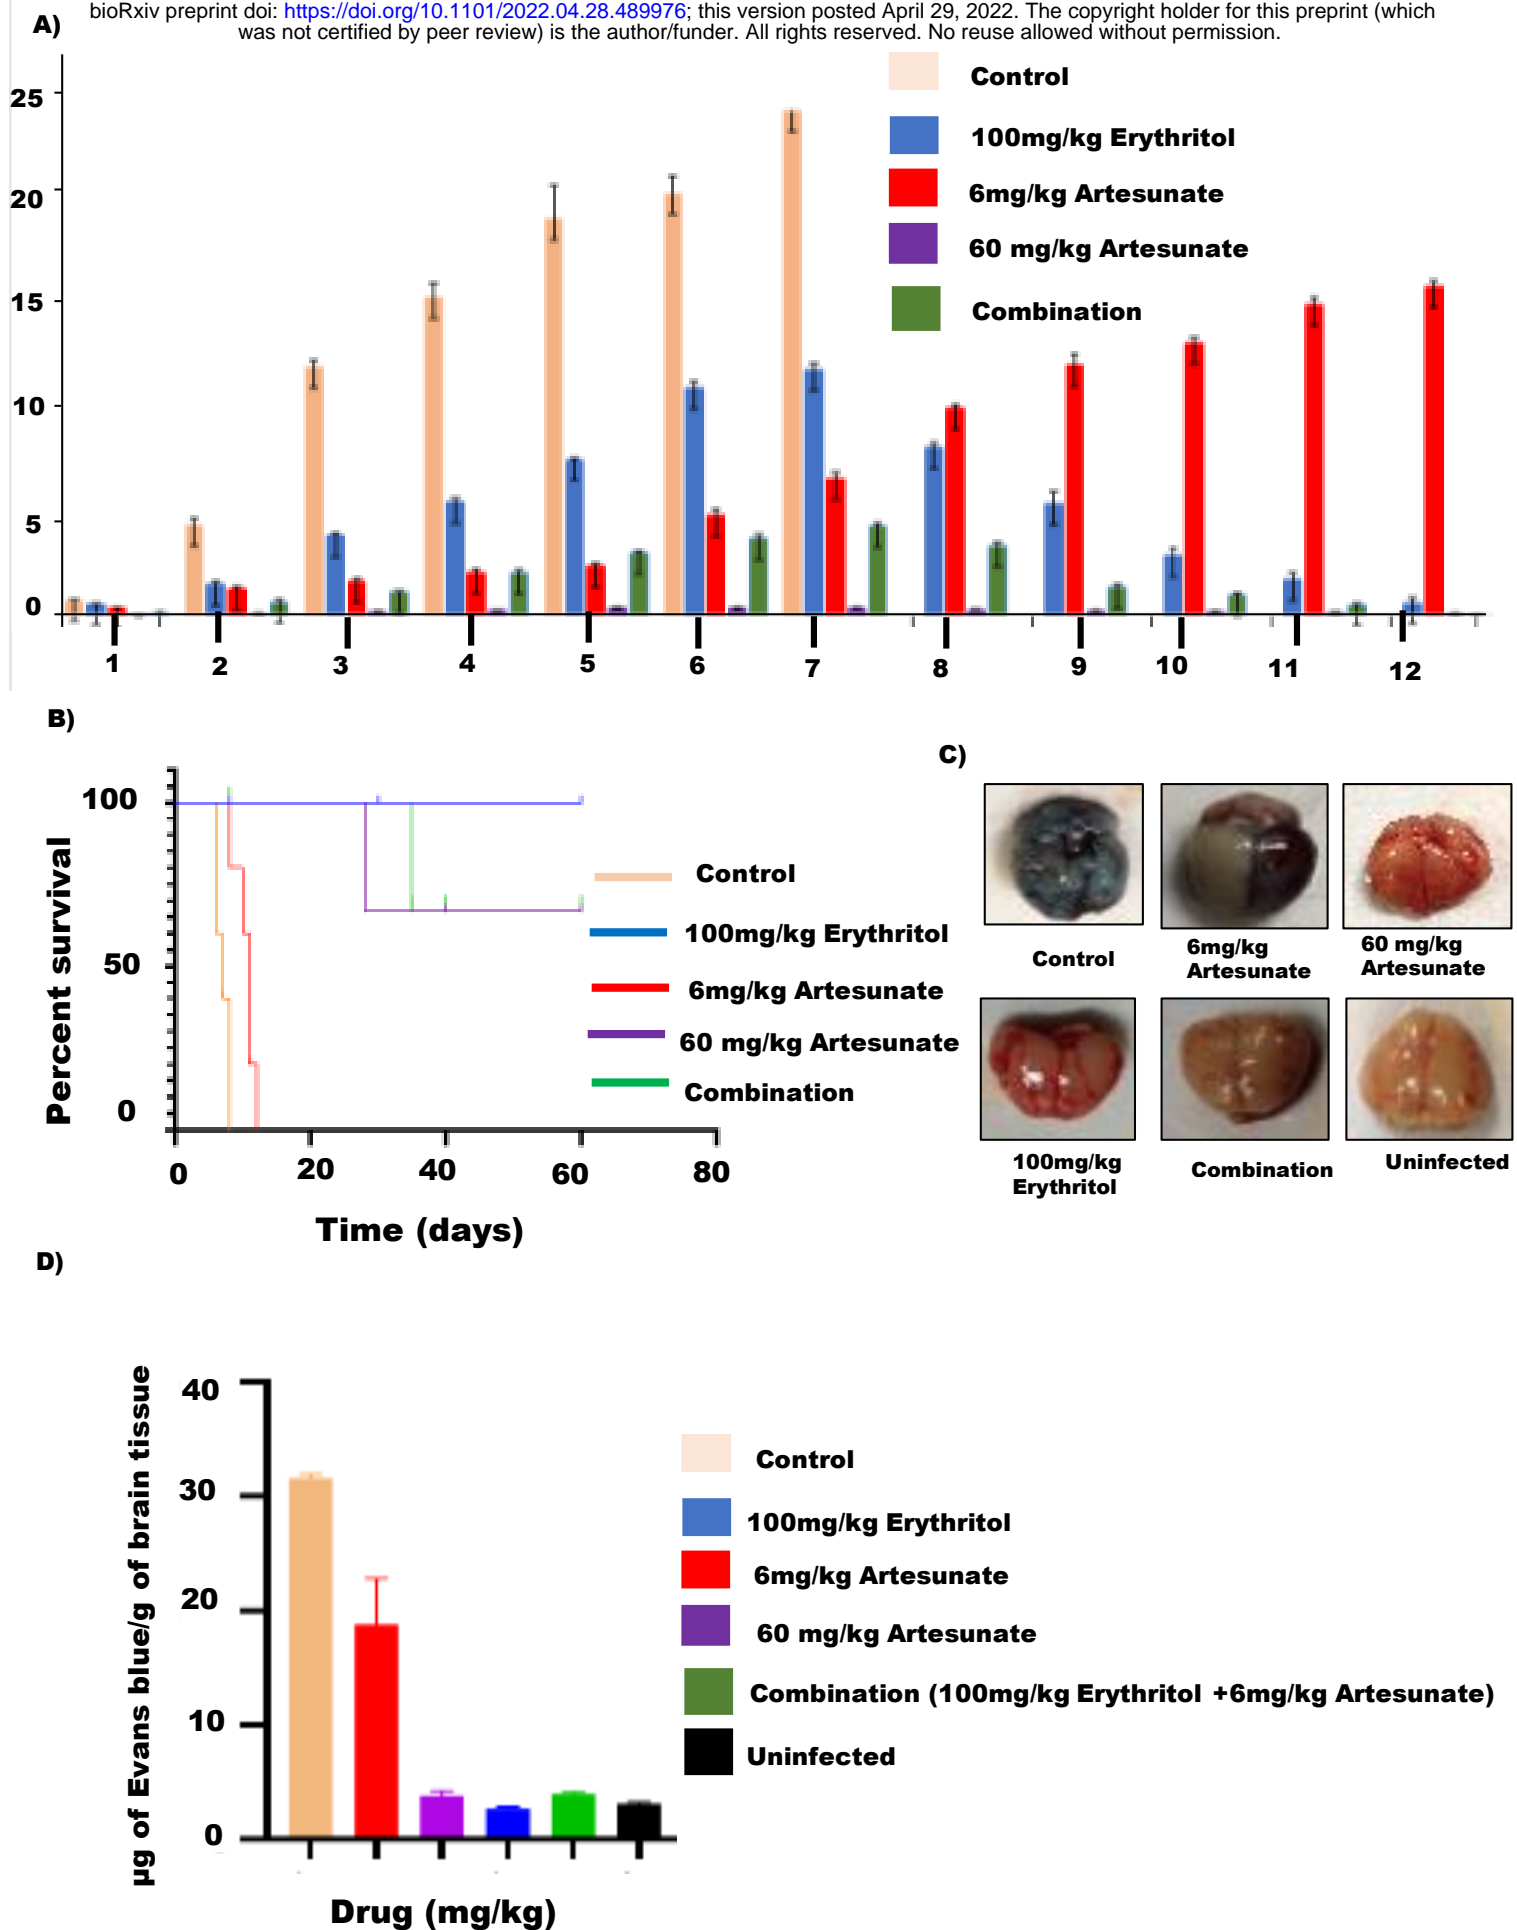 bioRxiv preprint doi: https://doi.org/10.1101/2022.04.28.489976; this version posted April 29, 2022. The copyright holder for this preprint (which
was not certified by peer review) is the author/funder. All rights reserved. No reuse allowed without permission.
A)
25
20
15
10
5
0
Control
100mg/kg Erythritol
6mg/kg Artesunate
60 mg/kg Artesunate
Combination
1 2 3 4 5 6 7 8 9 10 11 12
B)
Percent survival
100
50
0
0 20 40 60 80
Time (days)
Control
100mg/kg Erythritol
6mg/kg Artesunate
60 mg/kg Artesunate
Combination
C)
Control
6mg/kg
Artesunate
60 mg/kg
Artesunate
100mg/kg
Erythritol
Combination
Uninfected
D)
µg of Evans blue/g of brain tissue
40
30
20
10
0
Drug (mg/kg)
Control
100mg/kg Erythritol
6mg/kg Artesunate
60 mg/kg Artesunate
Combination (100mg/kg Erythritol +6mg/kg Artesunate)
Uninfected